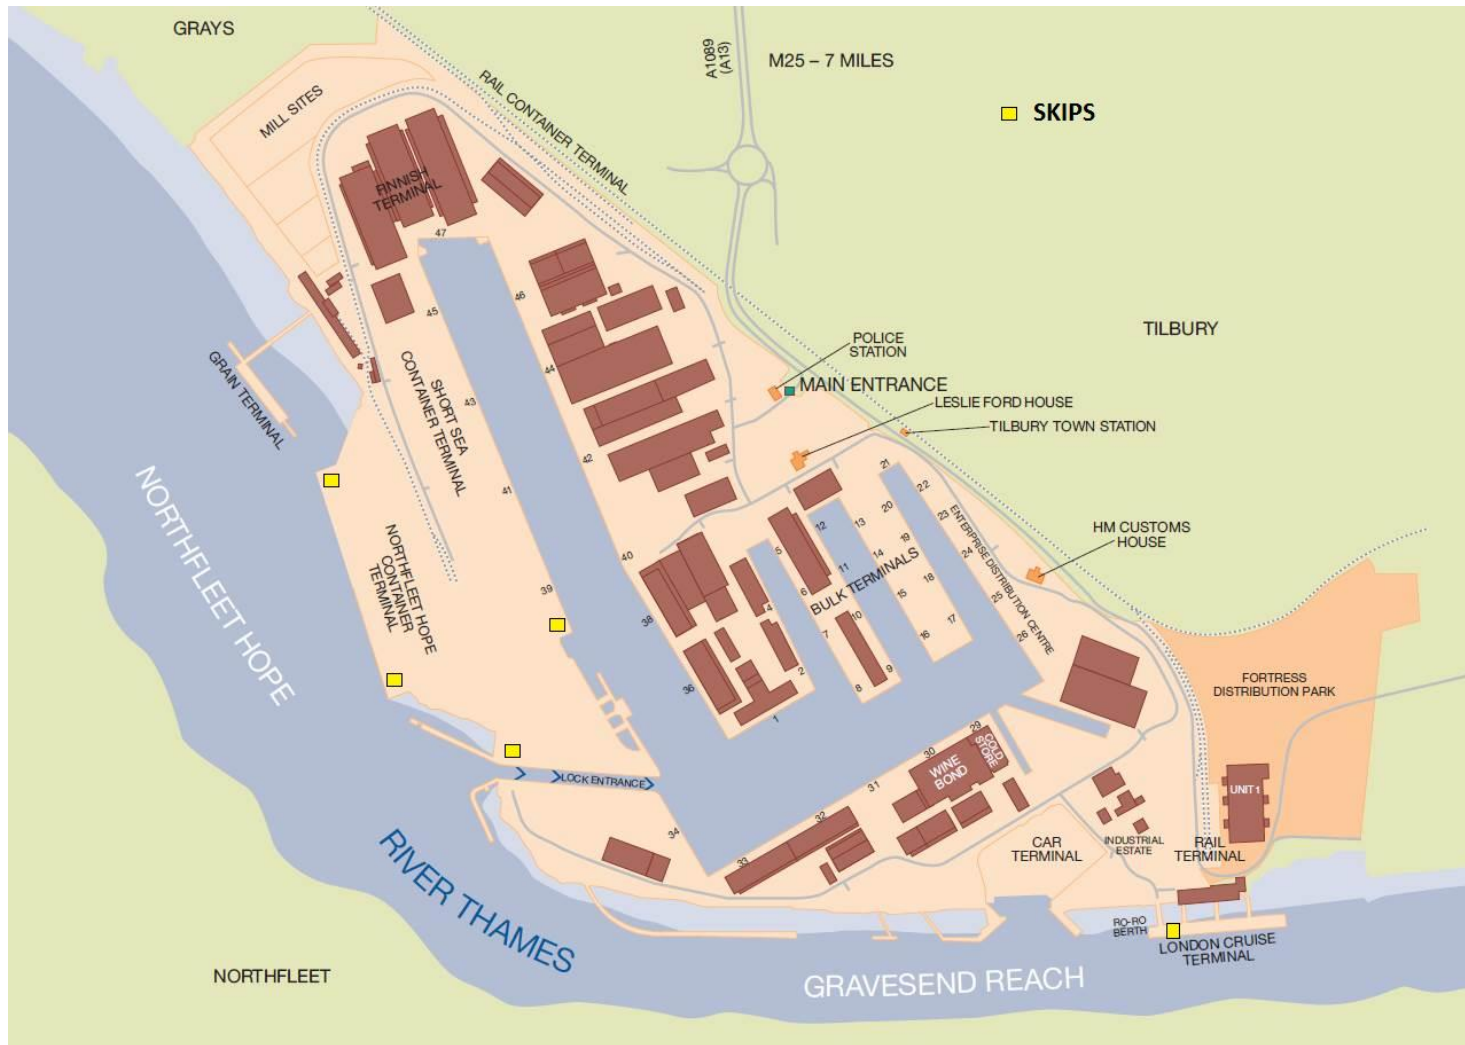 GRAYS
MILL SITES
RAIL CONTAINER TERMINAL
A1089
(A13)
M25 – 7 MILES
SKIPS
FINNISH
TERMINAL
47
46
45
44
43
42
41
40
39
38
36
TILBURY
POLICE
STATION
MAIN ENTRANCE
LESLIE FORD HOUSE
TILBURY TOWN STATION
HM CUSTOMS
HOUSE
GRAIN TERMINAL
SHORT SEA
CONTAINER TERMINAL
NORTHFLEET HOPE
CONTAINER
TERMINAL
NORTHFLEET HOPE
21
22
20
23
12
13
19
24
5
14
11
18
25
6
15
4
10
17
26
7
16
2
9
8
1
BULK TERMINALS
ENTERPRISE DISTRIBUTION CENTRE
FORTRESS
DISTRIBUTION PARK
29
30
31
32
33
34
COLD
STORE
WINE
BOND
LOCK ENTRANCE
UNIT 1
CAR
TERMINAL
INDUSTRIAL
ESTATE
RAIL
TERMINAL
RO-RO
BERTH
LONDON CRUISE
TERMINAL
RIVER THAMES
GRAVESEND REACH
NORTHFLEET